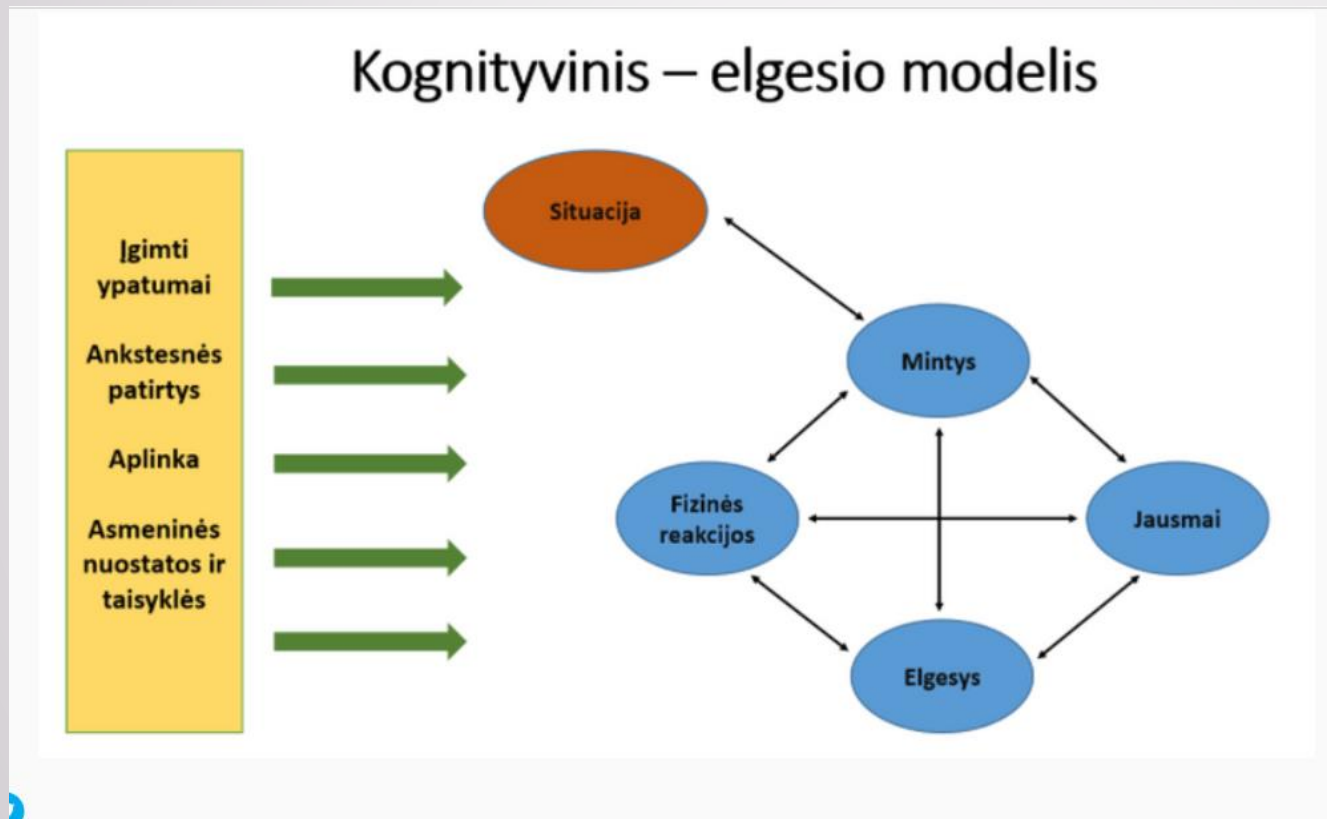 Kognityvinis – elgesio modelis
Įgimti
ypatumai
Ankstesnės
patirtys
Aplinka
Asmeninės
nuostatos ir
taisyklės
Situacija
Mintys
Fizinės
reakcijos
Jausmai
Elgesys